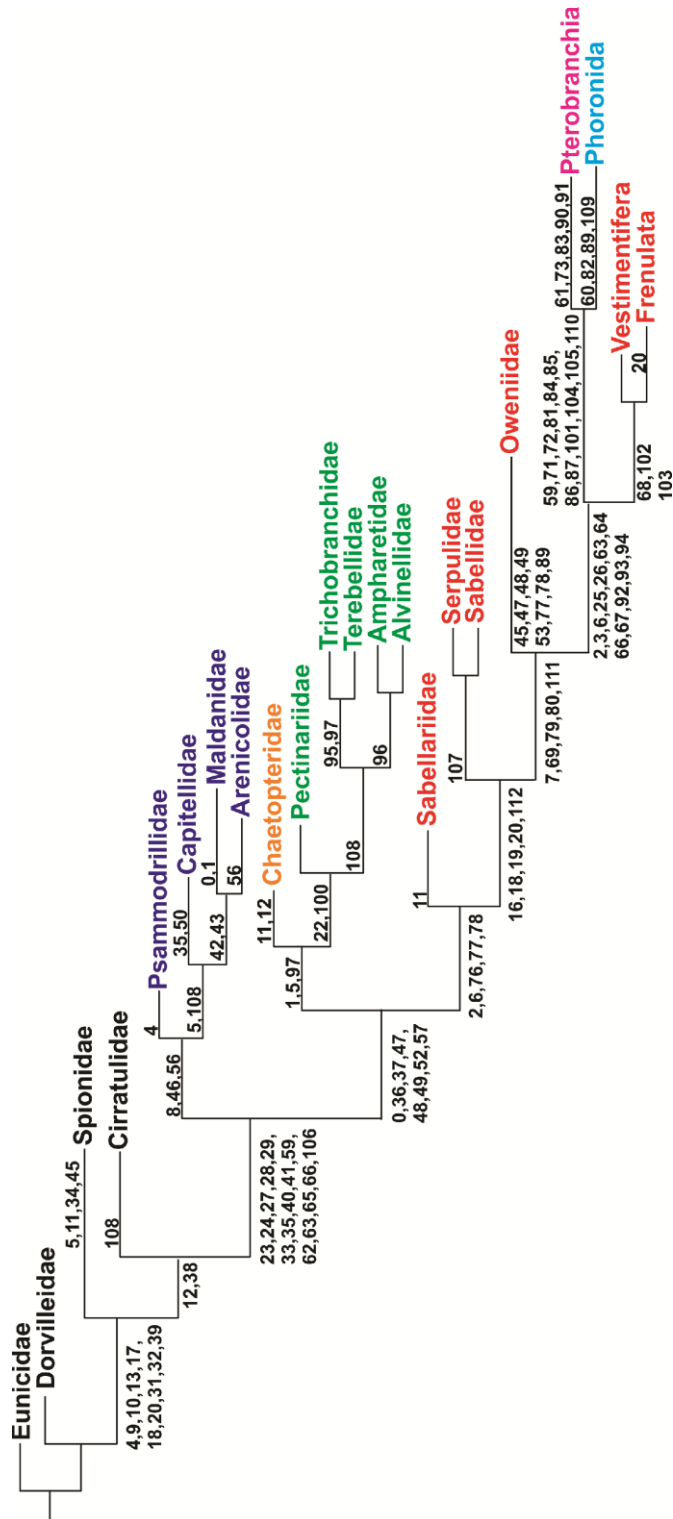 Eunicidae
Dorvilleidae
4,9,10,13,17,
18,20,31,32,39
5,11,34,45
Spionidae
12,38
108
Cirratulidae
23,24,27,28,29,
33,35,40,41,59,
62,63,65,66,106
8,46,56
4
Psammodrillidae
5,108
35,50
Capitellidae
42,43
0,1
Maldanidae
56
Arenicolidae
0,36,37,47,
48,49,52,57
1,5,97
11,12
Chaetopteridae
22,100
Pectinariidae
108
95,97
Trichobranchidae
Terebellidae
96
Ampharetidae
Alvinellidae
2,6,76,77,78
11
Sabellariidae
16,18,19,20,112
107
Serpulidae
Sabellidae
7,69,79,80,111
45,47,48,49
53,77,78,89
Oweniidae
2,3,6,25,26,63,64
66,67,92,93,94
59,71,72,81,84,85,
86,87,101,104,105,110
61,73,83,90,91
Pterobranchia
60,82,89,109
Phoronida
68,102
103
Vestimentifera
20
Frenulata